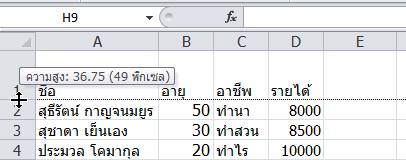 H9 fx
A B C D E
ความสูง: 36.75 (49 พิกเซล)
1 ชื่อ อายุ อาชีพ รายได้
2 สุธีรัตน์ กาญจนมยูร 50 ทำนา 8000
3 สุชาดา เย็นเอง 30 ทำสวน 8500
4 ประมวล โคมากุล 20 ทำไร 10000